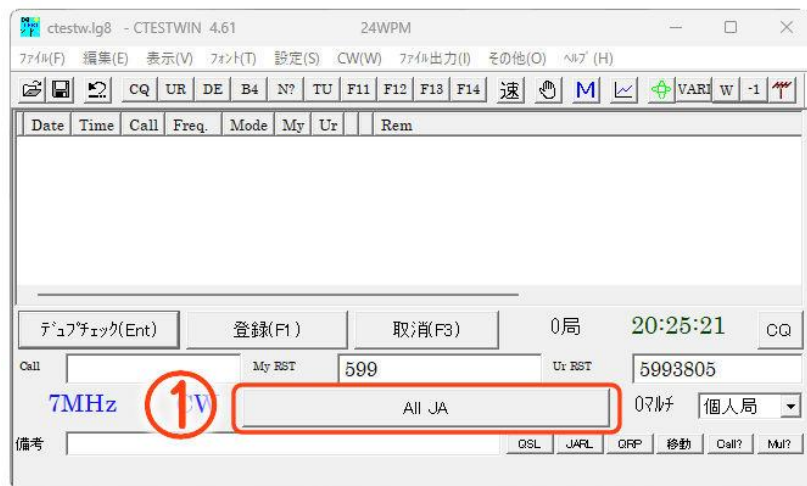 ctestw.lg8 - CTESTWIN 4.61 24WPM
ﾌｧｲﾙ(F) 編集(E) 表示(V) ﾌｫﾝﾄ(T) 設定(S) CW(W) ﾌｧｲﾙ出力(I) その他(O) ﾍﾙﾌﾟ(H)
CQ UR DE B4 N? TU F11 F12 F13 F14 速 M VARI W -1
Date Time Call Freq. Mode My Ur Rem
ﾃﾞｭﾌﾟﾁｪｯｸ(Ent) 登録(F1) 取消(F3) 0局 20:25:21 CQ
Call My RST 599 Ur RST 5993805
7MHz ① CW All JA 0ﾏﾙﾁ 個人局
備考 QSL JARL QRP 移動 Call? Mul?